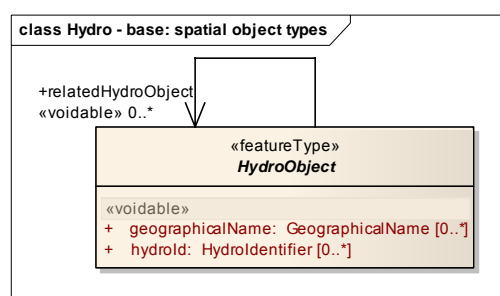 class Hydro - base: spatial object types
+relatedHydroObject
«voidable» 0..*
«featureType»
HydroObject
«voidable»
+ geographicalName: GeographicalName [0..*]
+ hydroId: HydroIdentifier [0..*]